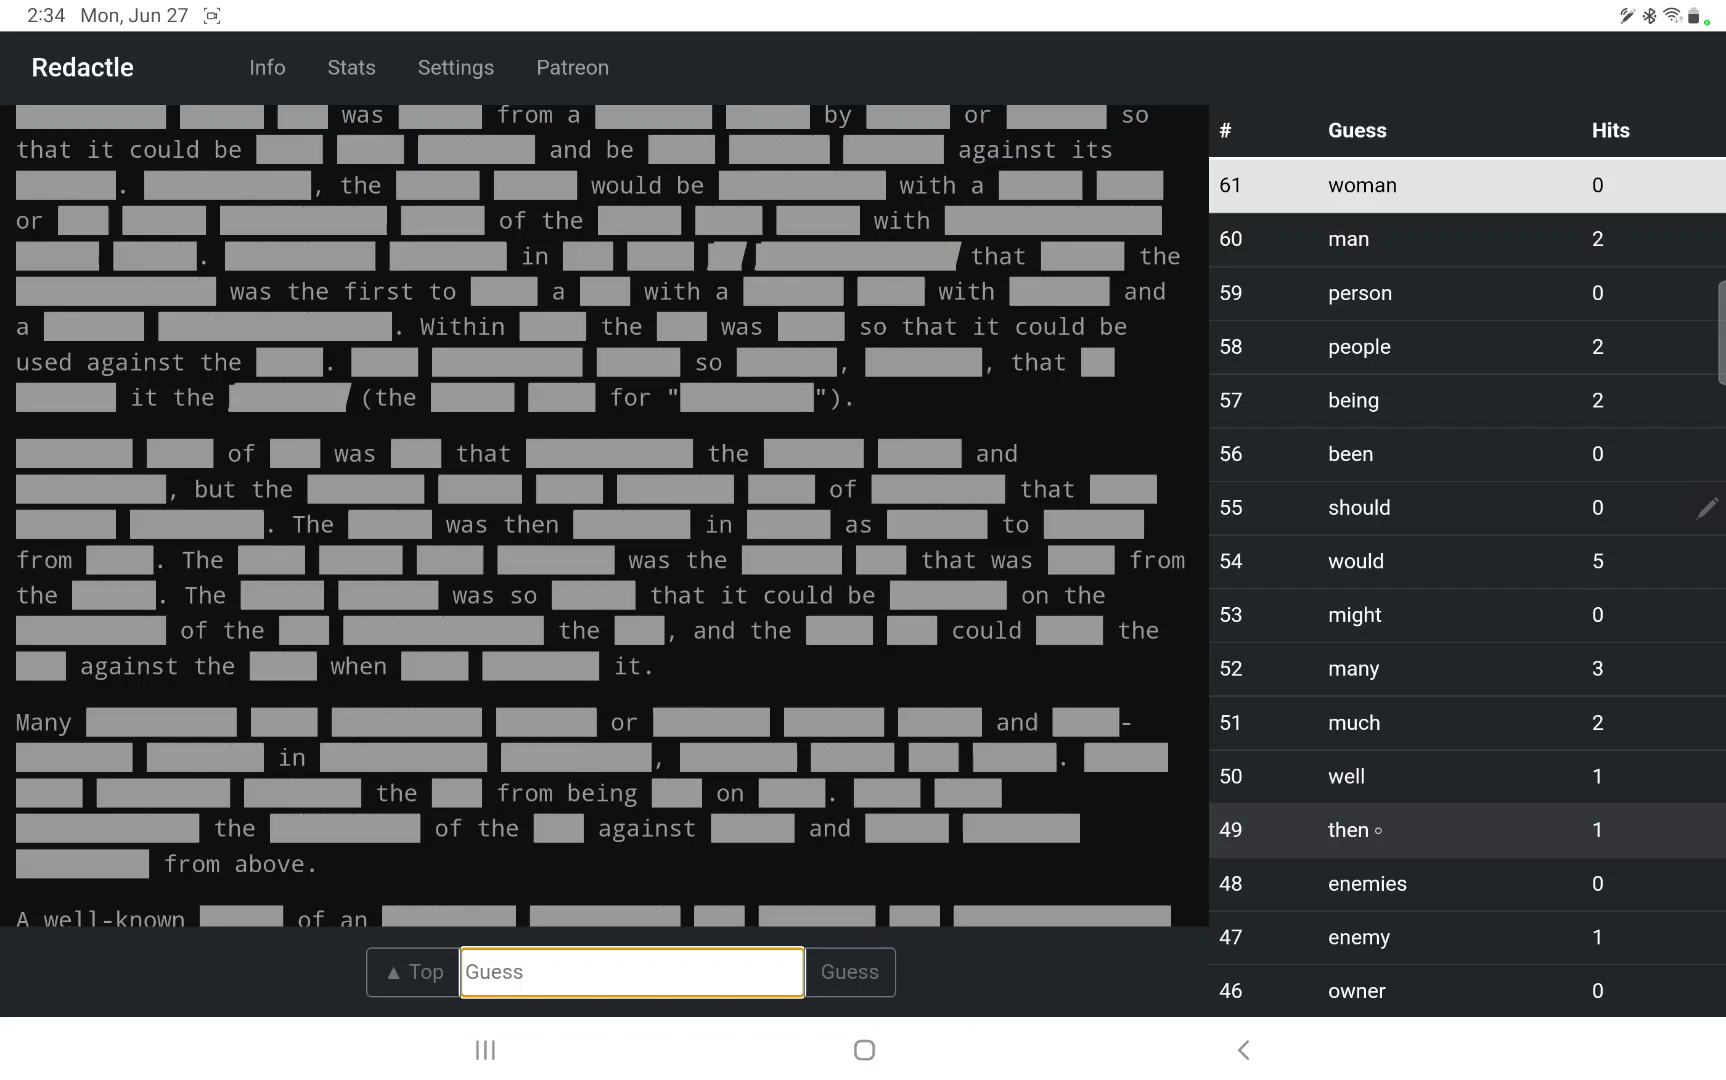 2:34 Mon, Jun 27
Redactle Info Stats Settings Patreon
was from a by or so
that it could be and be against its
. , the would be with a
or of the with
. in that the
was the first to a with a with and
a . Within the was so that it could be
used against the . so , , that
it the (the for " ").
of was that the and
, but the of that
. The was then in as to
from . The was the that was from
the . The was so that it could be on the
of the the , and the could the
against the when it.
Many or and -
in , .
the from being on .
the of the against and
from above.
A well-known of an
▲ Top Guess Guess
# Guess Hits
61 woman 0
60 man 2
59 person 0
58 people 2
57 being 2
56 been 0
55 should 0
54 would 5
53 might 0
52 many 3
51 much 2
50 well 1
49 then 1
48 enemies 0
47 enemy 1
46 owner 0